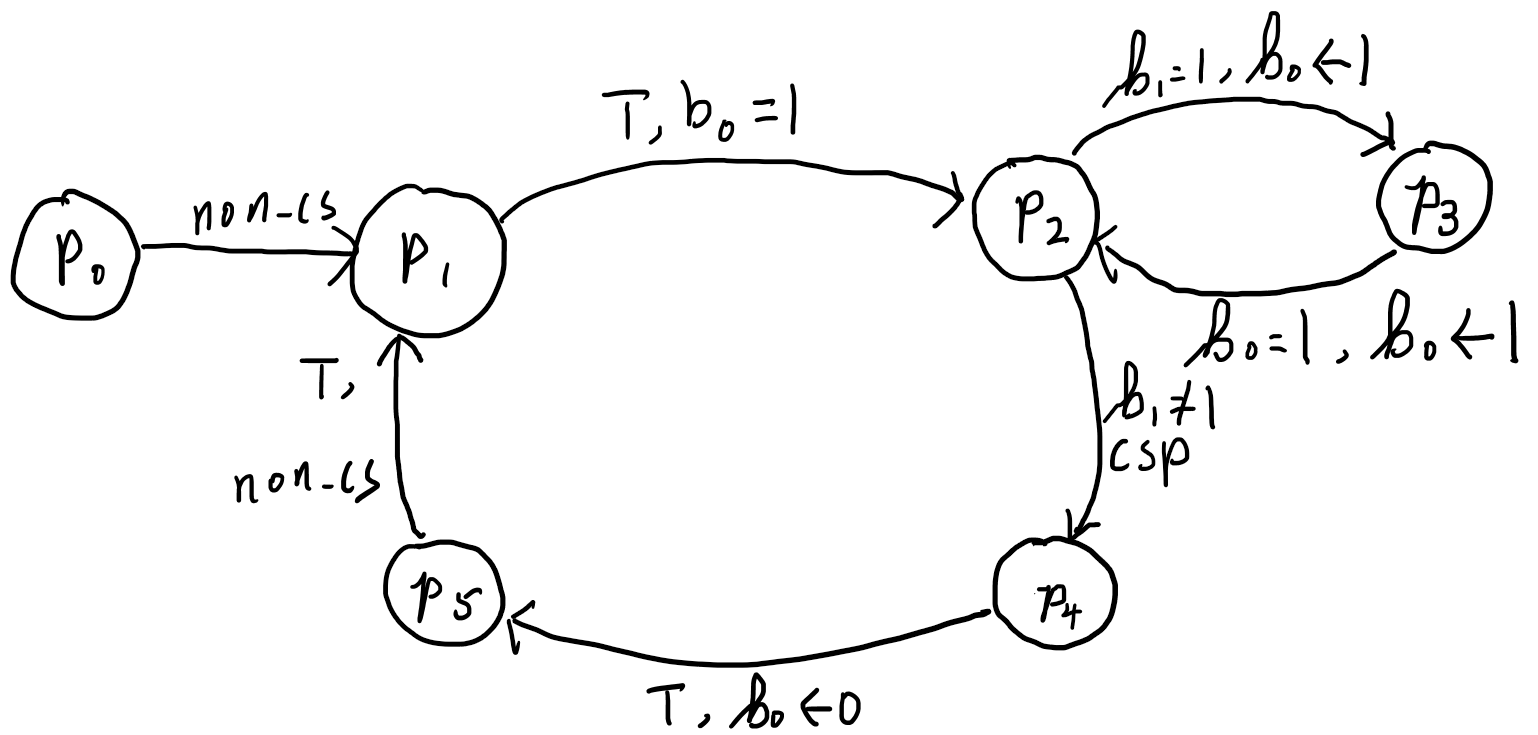 b₁=1, b₀←1
T, b₀=1
p₀
non-cs
p₁
p₂
p₃
b₀=1, b₀←1
T,
b₁≠1
csp
non-cs
p₅
p₄
T, b₀←0